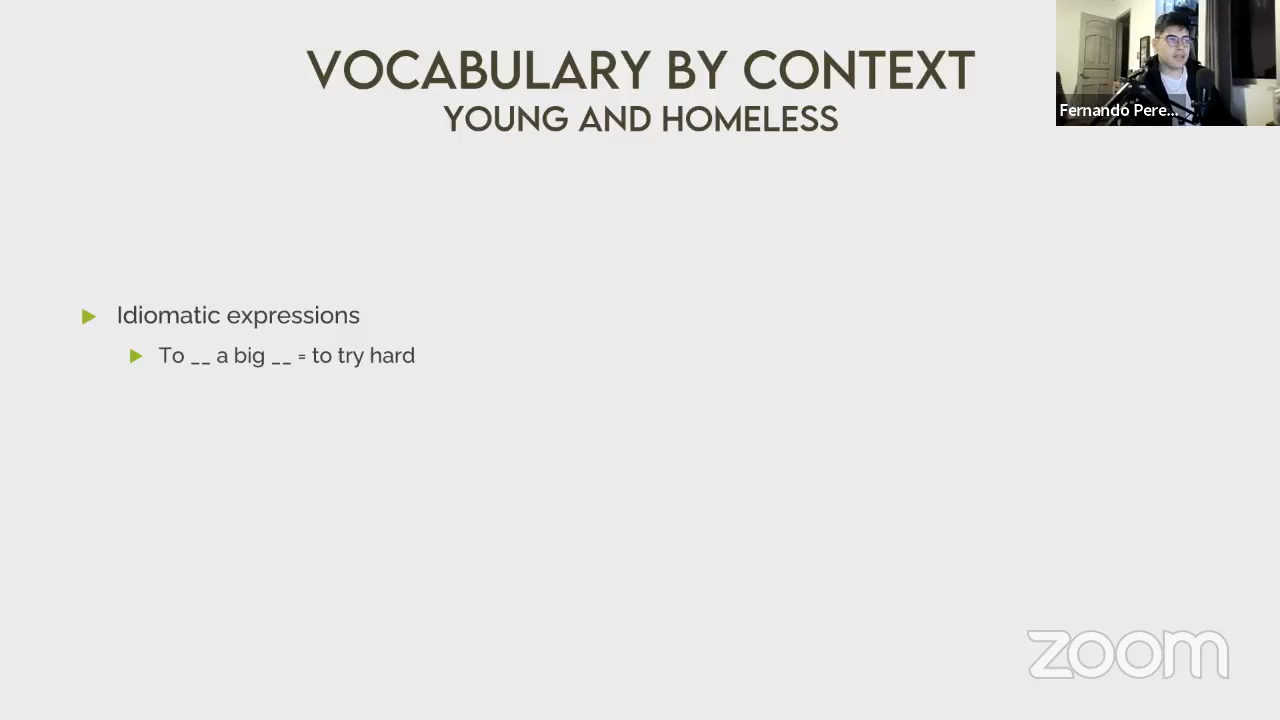 VOCABULARY BY CONTEXT
YOUNG AND HOMELESS
Fernando Pere...
Idiomatic expressions
To __ a big __ = to try hard
zoom